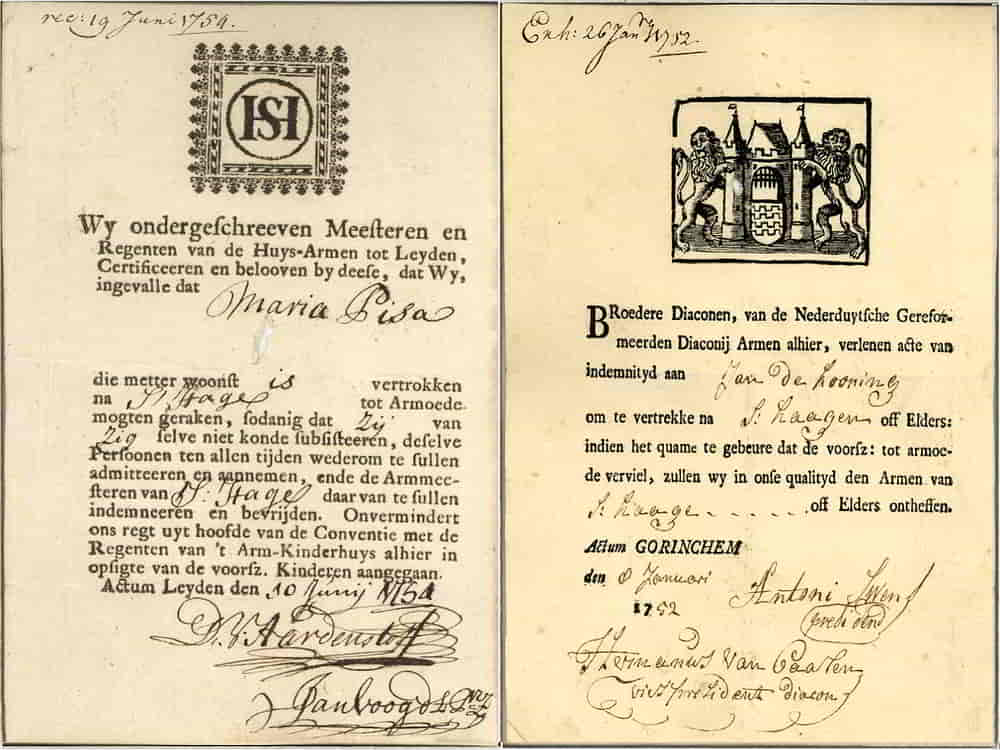 rec: 19 Juni 1754.
HSH
Wy ondergeschreeven Meesteren en
Regenten van de Huys-Armen tot Leyden,
Certificeeren en belooven by deese, dat Wy,
ingevalle dat
Maria Pisa
die metter woonst is vertrokken
na S' Hage tot Armoede
mogten geraken, sodanig dat Zij van
Zig selve niet konde subsisteeren, deselve
Persoonen ten allen tijden wederom te sullen
admitteeren en aannemen, ende de Armmee-
steren van S: Hage daar van te sullen
indemneeren en bevrijden. Onvermindert
ons regt uyt hoofde van de Conventie met de
Regenten van 't Arm-Kinderhuys alhier in
opsigte van de voorsz. Kinderen aangegaan.
Actum Leyden den 10 Junij 1754
D. V: Hardenstoff
Jan Voogd
Exh: 26 Janry 1752.
BRoedere Diaconen, van de Nederduytsche Gerefor-
meerden Diaconij Armen alhier, verlenen acte van
indemnityd aan Jan De Kooning
om te vertrekke na S: haagen off Elders:
indien het quame te gebeure dat de voorsz: tot armoe-
de verviel, zullen wy in onse qualityd den Armen van
S: haage - - - - - . off Elders ontheffen.
Actum GORINCHEM
den 8 Januari
1752
Antoni
president
Hermanus Van
vice president diacon